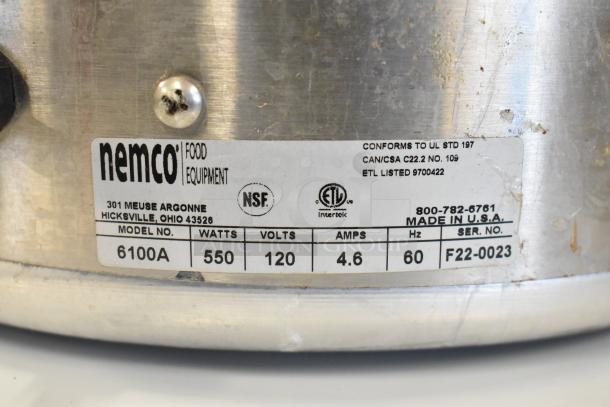 nemco FOOD EQUIPMENT
CONFORMS TO UL STD 197
CAN/CSA C22.2 NO. 109
ETL LISTED 9700422
301 MEUSE ARGONNE
HICKSVILLE, OHIO 43526
NSF
ETL
Intertek
800-782-6761
MADE IN U.S.A.
MODEL NO. WATTS VOLTS AMPS Hz SER. NO.
6100A 550 120 4.6 60 F22-0023